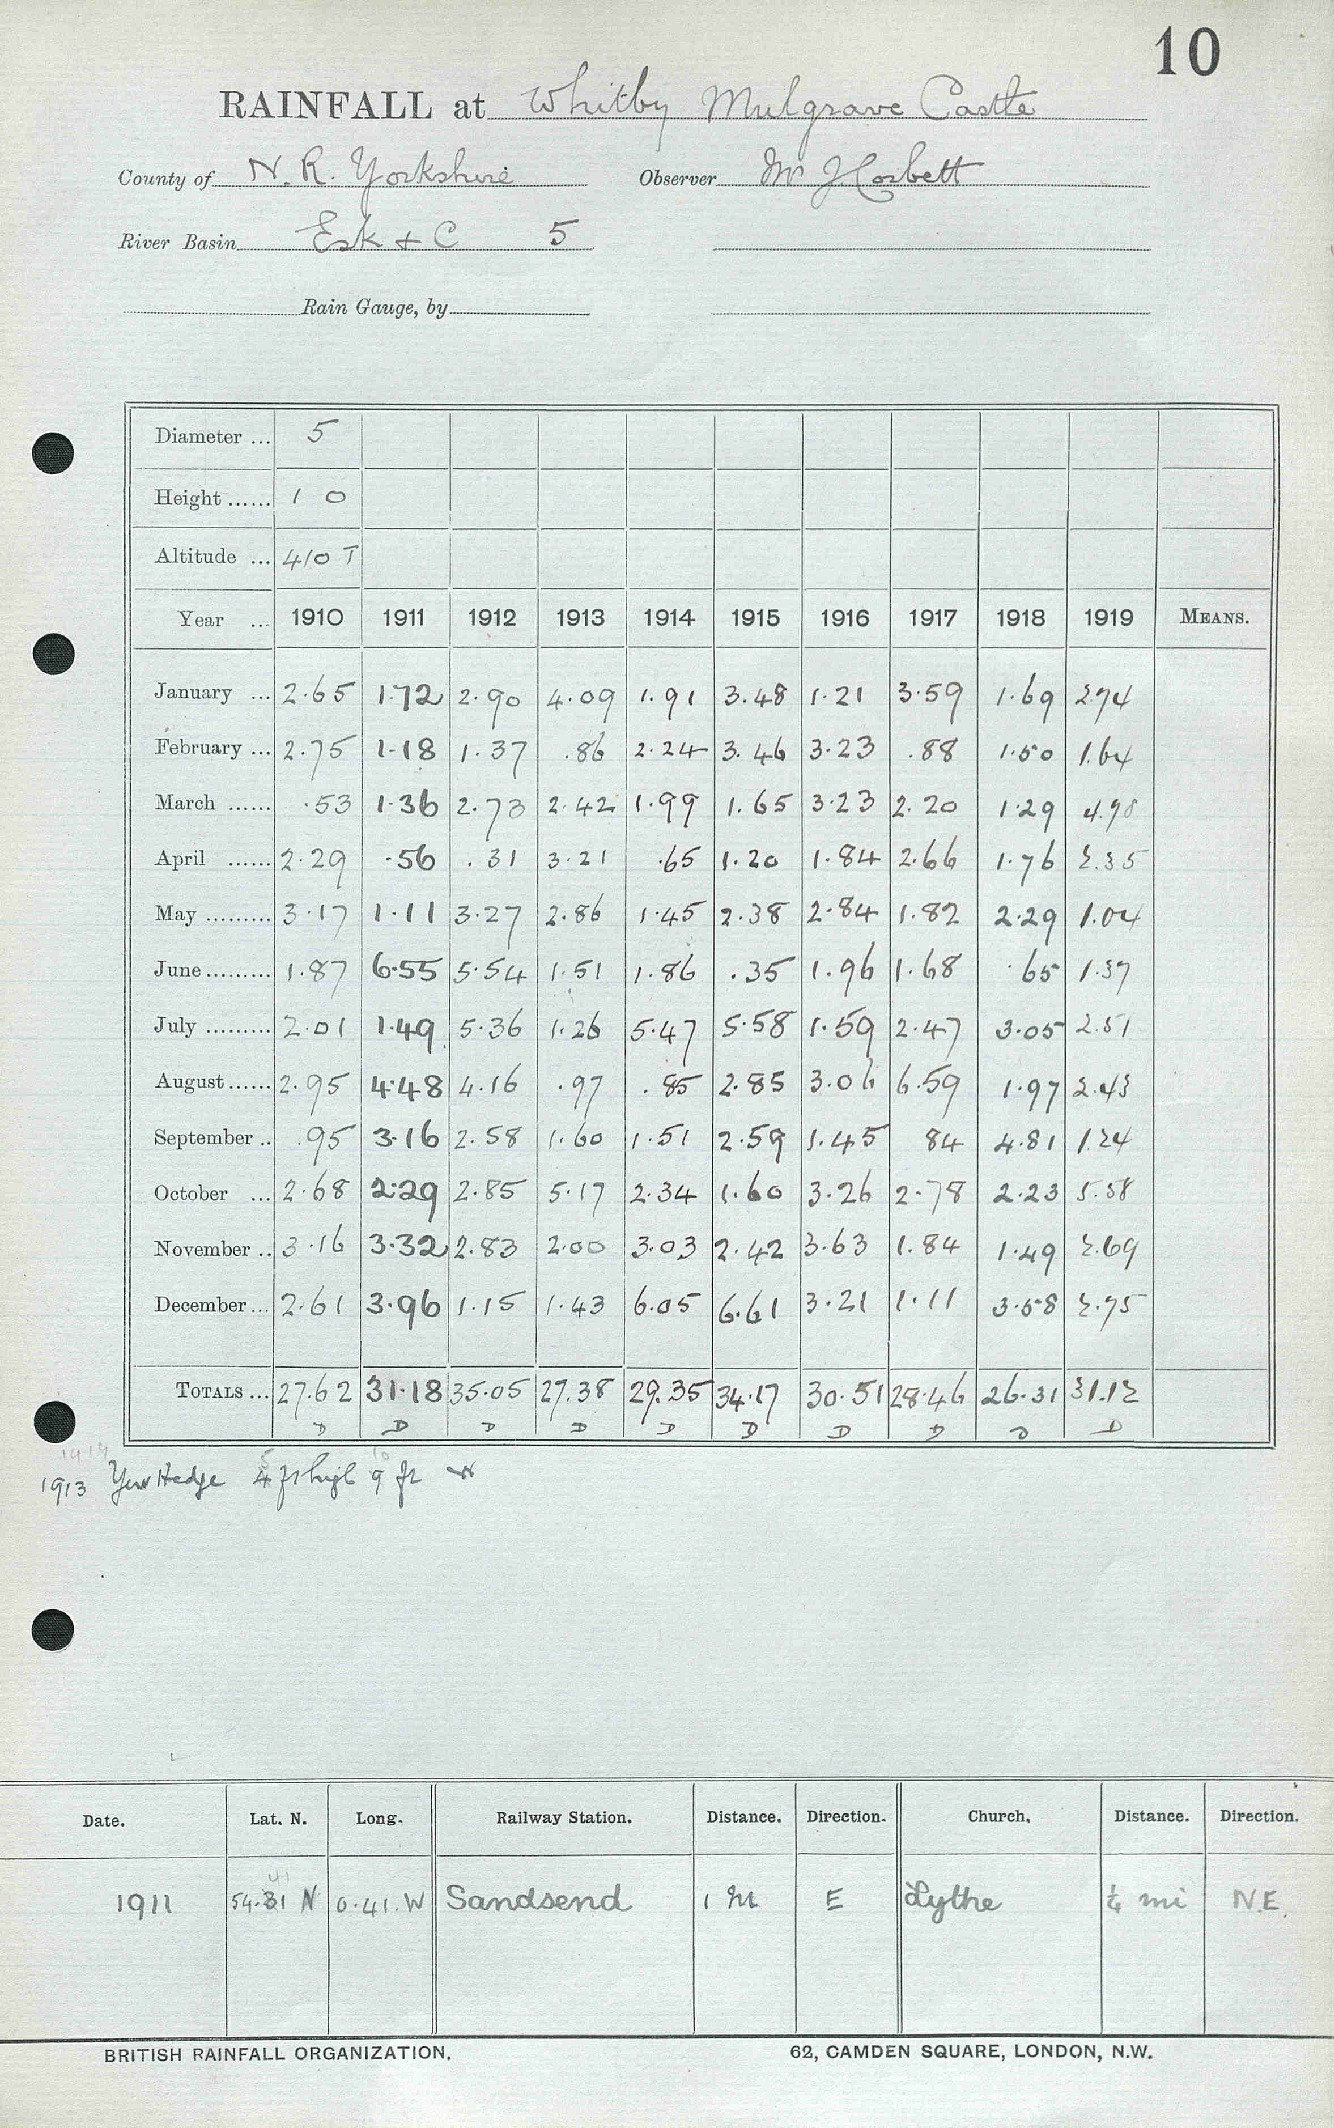 10
RAINFALL at Whitby Mulgrave Castle
County of N. R. Yorkshire Observer Mr J. Corbett
River Basin Esk + C 5
Rain Gauge, by
Diameter ... 5
Height ...... 1 0
Altitude ... 410 T
Year ... 1910 1911 1912 1913 1914 1915 1916 1917 1918 1919 MEANS.
January ... 2.65 1.72 2.90 4.09 1.91 3.48 1.21 3.59 1.69 2.74
February ... 2.75 1.18 1.37 .86 2.24 3.46 3.23 .88 1.50 1.64
March ...... .53 1.36 2.73 2.42 1.99 1.65 3.23 2.20 1.29 4.98
April ...... 2.29 .56 .31 3.21 .65 1.20 1.84 2.66 1.76 2.35
May ......... 3.17 1.11 3.27 2.86 1.45 2.38 2.84 1.82 2.29 1.04
June ......... 1.87 6.55 5.54 1.51 1.86 .35 1.96 1.68 .65 1.37
July ......... 2.01 1.49 5.36 1.26 5.47 5.58 1.59 2.47 3.05 2.51
August ...... 2.95 4.48 4.16 .97 .85 2.85 3.06 6.59 1.97 2.43
September .. .95 3.16 2.58 1.60 1.51 2.59 1.45 84 4.81 1.24
October ... 2.68 2.29 2.85 5.17 2.34 1.60 3.26 2.78 2.23 5.38
November .. 3.16 3.32 2.83 2.00 3.03 2.42 3.63 1.84 1.49 2.69
December ... 2.61 3.96 1.15 1.43 6.05 6.61 3.21 1.11 3.58 2.75
TOTALS ... 27.62 31.18 35.05 27.38 29.35 34.17 30.51 28.46 26.31 31.12
D D D D D D D D D D
1914 5 10
1913 Yew Hedge 4 ft high 9 ft W
Date. Lat. N. Long. Railway Station. Distance. Direction. Church. Distance. Direction.
41
1911 54.31 N 0.41.W Sandsend 1 M E Lythe ¼ mi N.E.
BRITISH RAINFALL ORGANIZATION. 62, CAMDEN SQUARE, LONDON, N.W.